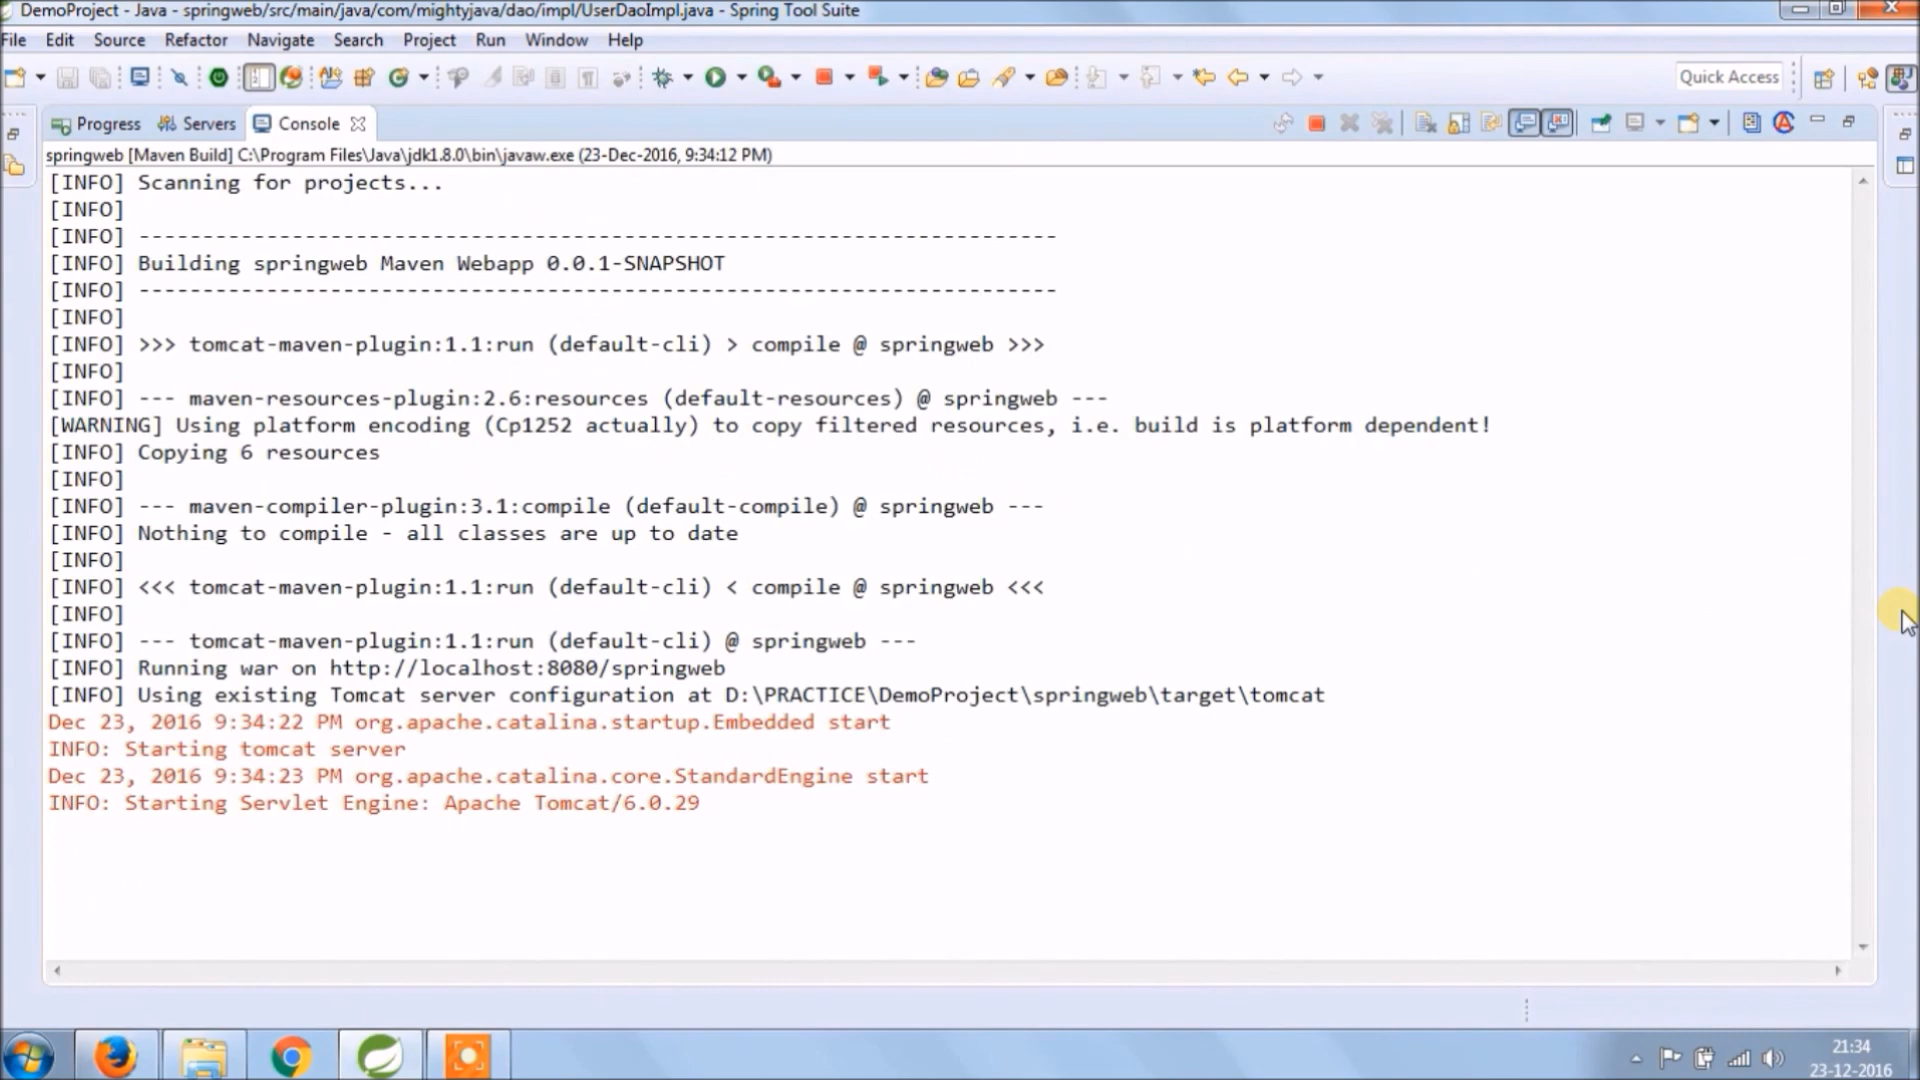 DemoProject - Java - springweb/src/main/java/com/mightyjava/dao/impl/UserDaoImpl.java - Spring Tool Suite
File Edit Source Refactor Navigate Search Project Run Window Help
Quick Access
Progress Servers Console
springweb [Maven Build] C:\Program Files\Java\jdk1.8.0\bin\javaw.exe (23-Dec-2016, 9:34:12 PM)
[INFO] Scanning for projects...
[INFO]
[INFO] ------------------------------------------------------------------------
[INFO] Building springweb Maven Webapp 0.0.1-SNAPSHOT
[INFO] ------------------------------------------------------------------------
[INFO]
[INFO] >>> tomcat-maven-plugin:1.1:run (default-cli) > compile @ springweb >>>
[INFO]
[INFO] --- maven-resources-plugin:2.6:resources (default-resources) @ springweb ---
[WARNING] Using platform encoding (Cp1252 actually) to copy filtered resources, i.e. build is platform dependent!
[INFO] Copying 6 resources
[INFO]
[INFO] --- maven-compiler-plugin:3.1:compile (default-compile) @ springweb ---
[INFO] Nothing to compile - all classes are up to date
[INFO]
[INFO] <<< tomcat-maven-plugin:1.1:run (default-cli) < compile @ springweb <<<
[INFO]
[INFO] --- tomcat-maven-plugin:1.1:run (default-cli) @ springweb ---
[INFO] Running war on http://localhost:8080/springweb
[INFO] Using existing Tomcat server configuration at D:\PRACTICE\DemoProject\springweb\target\tomcat
Dec 23, 2016 9:34:22 PM org.apache.catalina.startup.Embedded start
INFO: Starting tomcat server
Dec 23, 2016 9:34:23 PM org.apache.catalina.core.StandardEngine start
INFO: Starting Servlet Engine: Apache Tomcat/6.0.29
21:34
23-12-2016